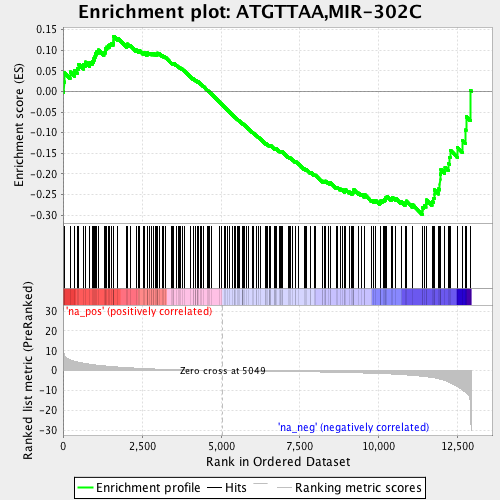 Enrichment plot: ATGTTAA,MIR-302C
Enrichment score (ES)
0.15
0.10
0.05
0.00
-0.05
-0.10
-0.15
-0.20
-0.25
-0.30
Ranked list metric (PreRanked)
30
20
10
0
-10
-20
-30
'na_pos' (positively correlated)
Zero cross at 5049
'na_neg' (negatively correlated)
0
2,500
5,000
7,500
10,000
12,500
Rank in Ordered Dataset
Enrichment profile
Hits
Ranking metric scores